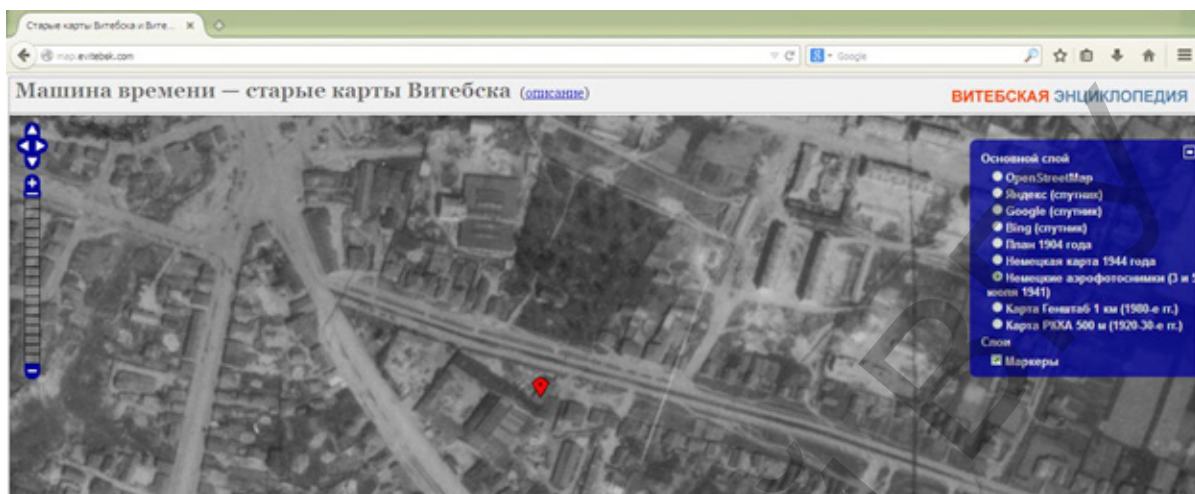 Старые карты Витебска и Вите...
map.evitebsk.com
Google
Машина времени — старые карты Витебска (описание)
ВИТЕБСКАЯ ЭНЦИКЛОПЕДИЯ
Основной слой
OpenStreetMap
Яндекс (спутник)
Google (спутник)
Bing (спутник)
План 1904 года
Немецкая карта 1944 года
Немецкие аэрофотоснимки (3 и 5
июля 1941)
Карта Генштаб 1 км (1980-е гг.)
Карта РККА 500 м (1920-30-е гг.)
Слои
Маркеры